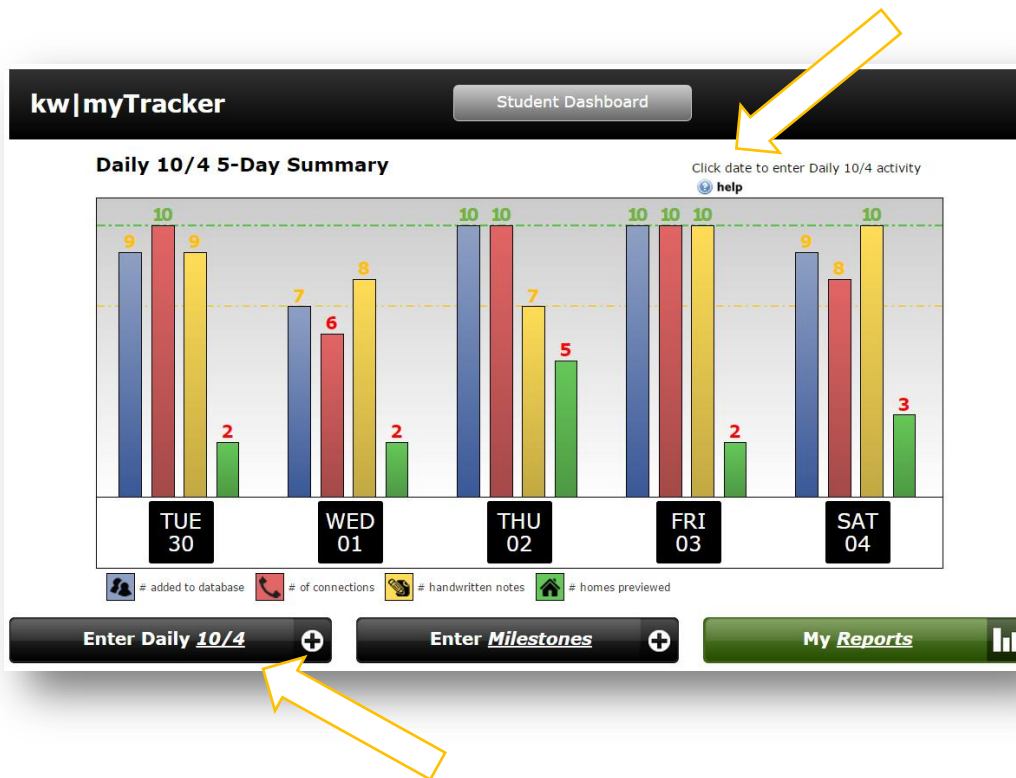 kw|myTracker
Student Dashboard
Daily 10/4 5-Day Summary
Click date to enter Daily 10/4 activity
help
9 10 9 2
7 6 8 2
10 10 7 5
10 10 10 2
9 8 10 3
TUE
30
WED
01
THU
02
FRI
03
SAT
04
# added to database
# of connections
# handwritten notes
# homes previewed
Enter Daily 10/4
Enter Milestones
My Reports